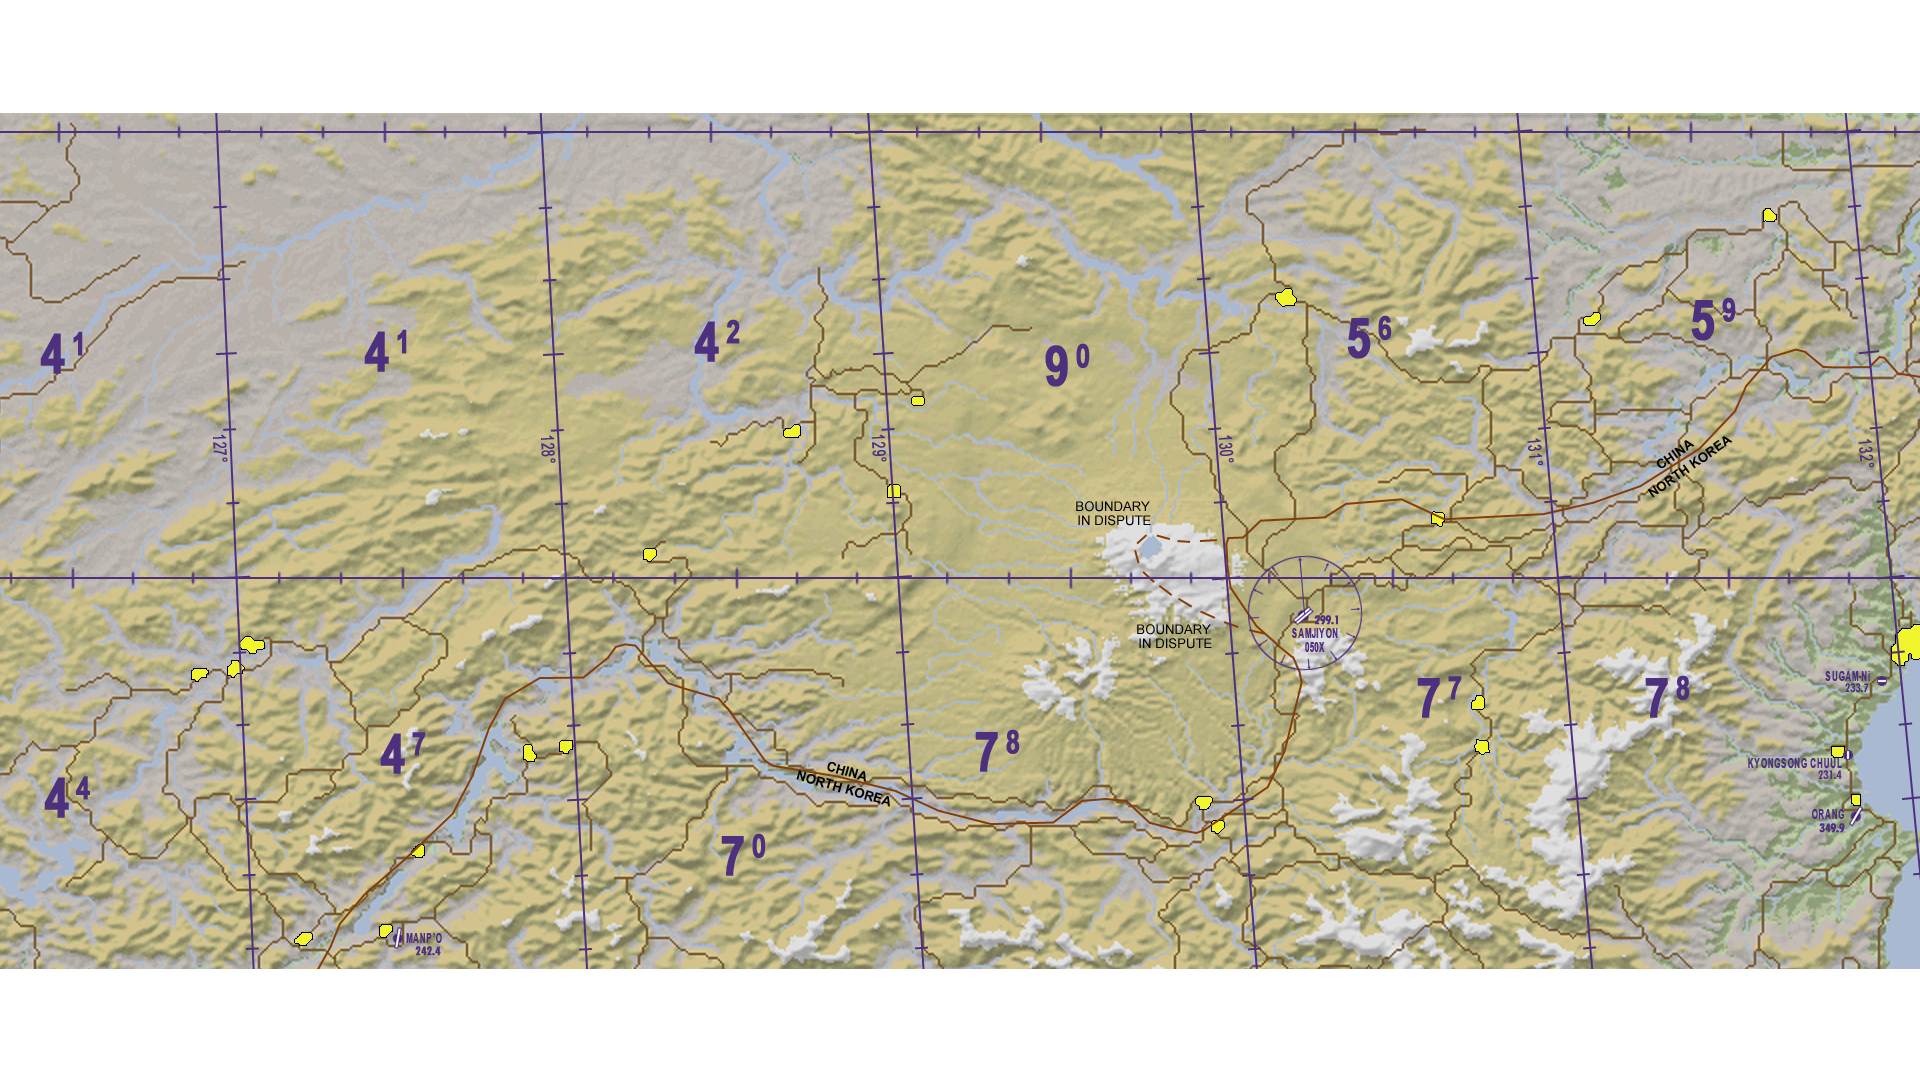 4 1
4 1
4 2
9 0
5 6
5 9
127°
128°
129°
130°
131°
132°
CHINA
NORTH KOREA
BOUNDARY
IN DISPUTE
BOUNDARY
IN DISPUTE
299.1
SAMJIYON
050X
SUGAM-NI
233.7
4 4
4 7
7 0
7 8
7 7
7 8
CHINA
NORTH KOREA
KYONGSONG CHUUL
231.4
ORANG
349.9
MANP'O
242.4